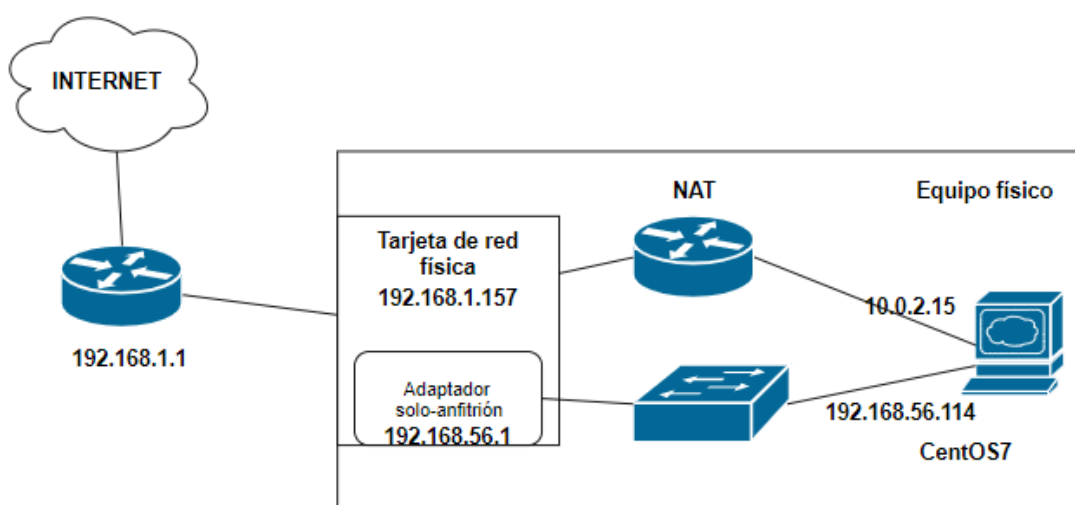 INTERNET
NAT
Equipo físico
Tarjeta de red
física
192.168.1.157
10.0.2.15
192.168.1.1
Adaptador
solo-anfitrión
192.168.56.1
192.168.56.114
CentOS7